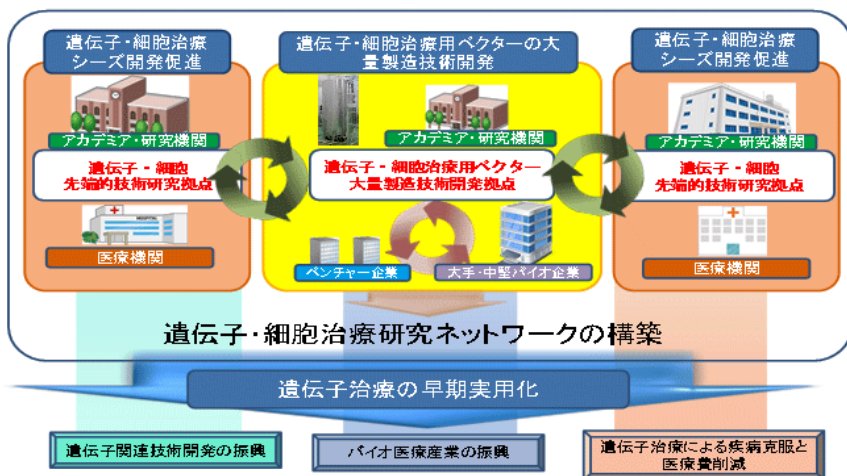 遺伝子・細胞治療
シーズ開発促進
アカデミア・研究機関
遺伝子・細胞
先端的技術研究拠点
HOSPITAL
医療機関
遺伝子・細胞治療用ベクターの大
量製造技術開発
アカデミア・研究機関
遺伝子・細胞治療用ベクター
大量製造技術開発拠点
ベンチャー企業
大手・中堅バイオ企業
遺伝子・細胞治療
シーズ開発促進
アカデミア・研究機関
遺伝子・細胞
先端的技術研究拠点
医療機関
遺伝子・細胞治療研究ネットワークの構築
遺伝子治療の早期実用化
遺伝子関連技術開発の振興
バイオ医療産業の振興
遺伝子治療による疾病克服と
医療費削減